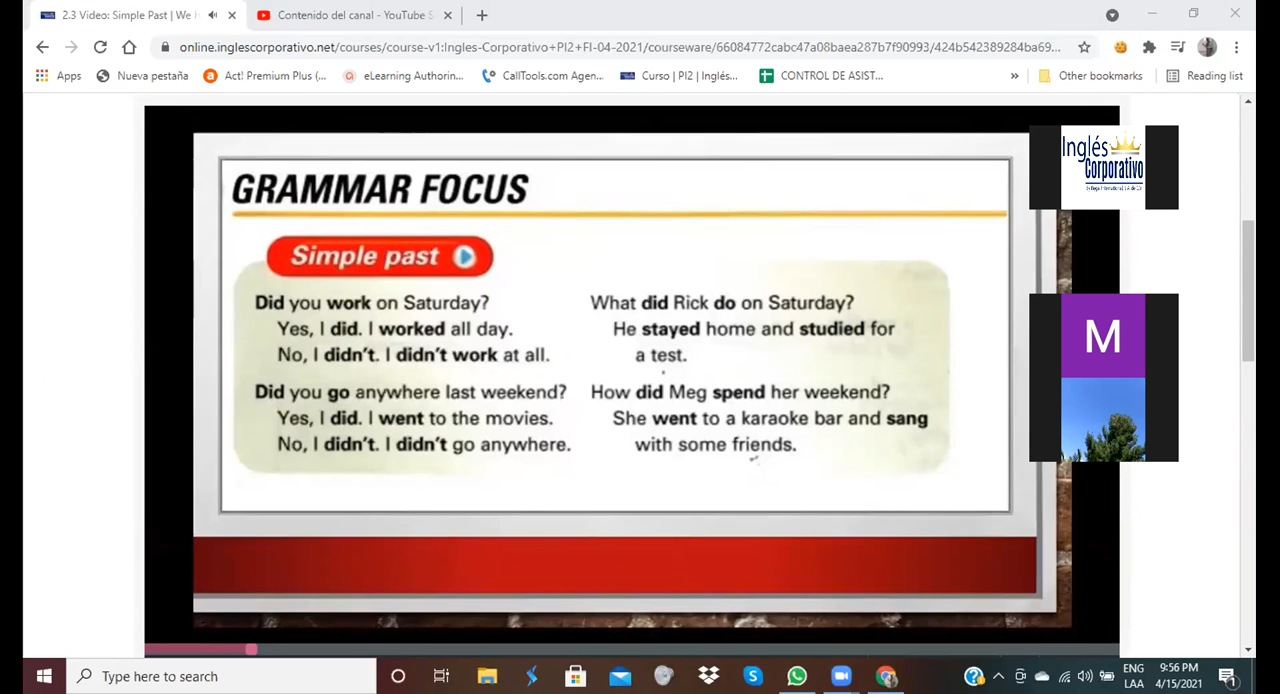 2.3 Video: Simple Past | We
Contenido del canal - YouTube S
online.inglescorporativo.net/courses/course-v1:Ingles-Corporativo+PI2+FI-04-2021/courseware/66084772cabc47a08baea287b7f90993/424b542389284ba69...
Apps
Nueva pestaña
Act! Premium Plus (...
eLearning Authorin...
CallTools.com Agen...
Curso | PI2 | Inglés...
CONTROL DE ASIST...
»
Other bookmarks
Reading list
GRAMMAR FOCUS
Simple past
Did you work on Saturday?
Yes, I did. I worked all day.
No, I didn't. I didn't work at all.
Did you go anywhere last weekend?
Yes, I did. I went to the movies.
No, I didn't. I didn't go anywhere.
What did Rick do on Saturday?
He stayed home and studied for
a test.
How did Meg spend her weekend?
She went to a karaoke bar and sang
with some friends.
Inglés
Corporativo
M
Type here to search
ENG
LAA
9:56 PM
4/15/2021